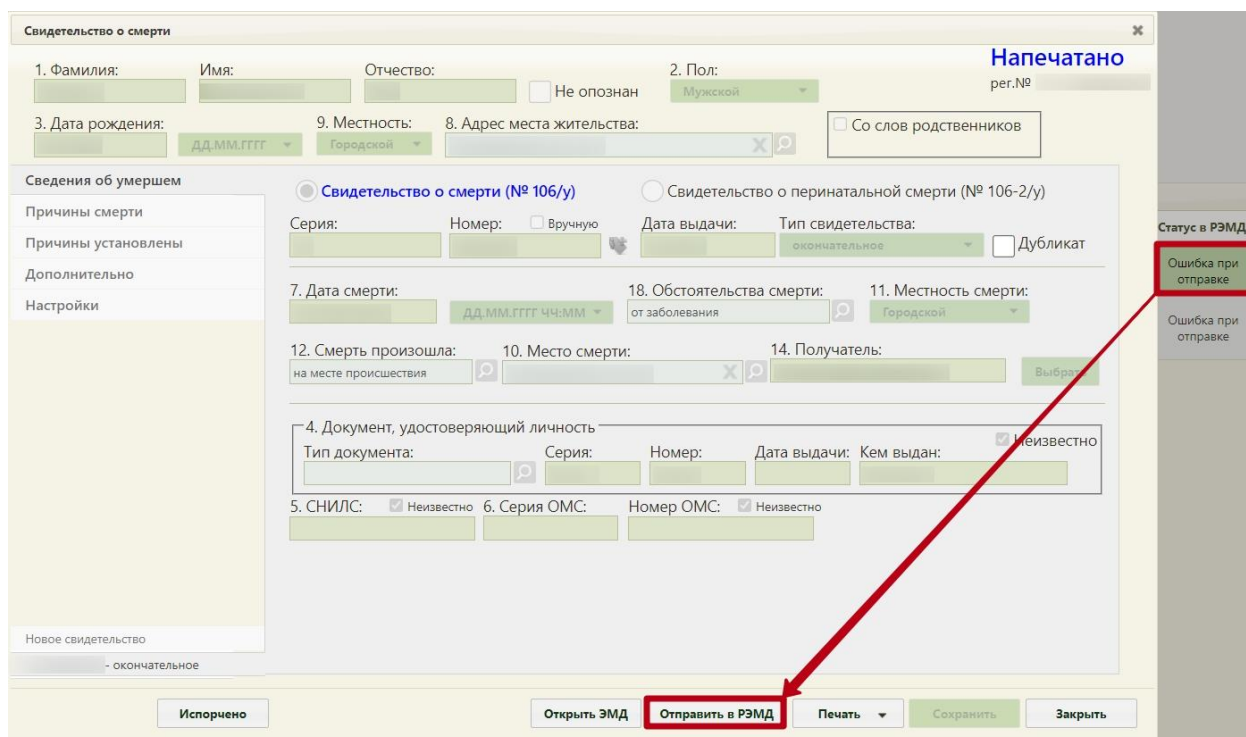 Свидетельство о смерти
Напечатано
1. Фамилия: Имя: Отчество: Не опознан 2. Пол: Мужской рег.№
3. Дата рождения: ДД.ММ.ГГГГ 9. Местность: Городской 8. Адрес места жительства: Со слов родственников
Сведения об умершем
Причины смерти
Причины установлены
Дополнительно
Настройки
Свидетельство о смерти (№ 106/у) Свидетельство о перинатальной смерти (№ 106-2/у)
Серия: Номер: Вручную Дата выдачи: Тип свидетельства:
окончательное Дубликат
7. Дата смерти: 18. Обстоятельства смерти: 11. Местность смерти:
ДД.ММ.ГГГГ ЧЧ:ММ от заболевания Городской
12. Смерть произошла: 10. Место смерти: 14. Получатель:
на месте происшествия Выбрать
4. Документ, удостоверяющий личность Неизвестно
Тип документа: Серия: Номер: Дата выдачи: Кем выдан:
5. СНИЛС: Неизвестно 6. Серия ОМС: Номер ОМС: Неизвестно
Новое свидетельство
- окончательное
Испорчено Открыть ЭМД Отправить в РЭМД Печать Сохранить Закрыть
Статус в РЭМД
Ошибка при
отправке
Ошибка при
отправке